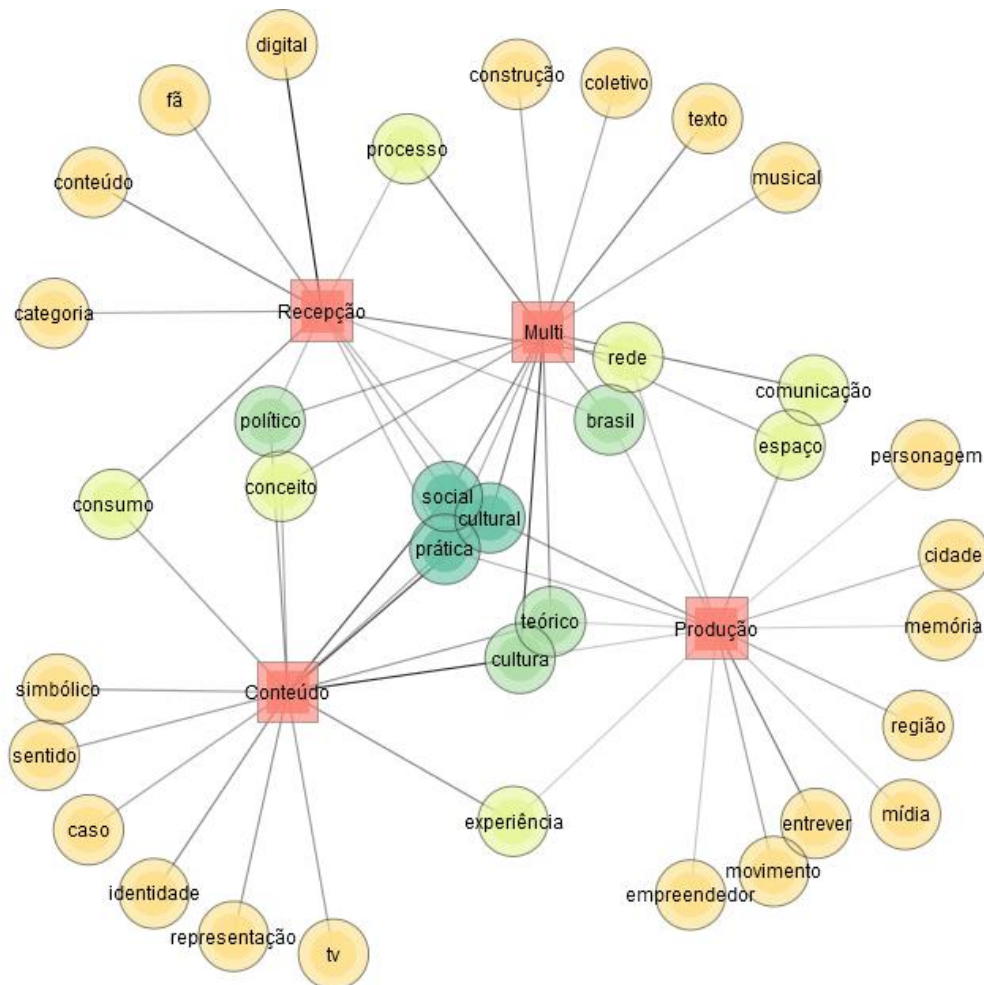 digital
construção
coletivo
fã
texto
processo
conteúdo
musical
categoria
Recepção
Multi
rede
comunicação
político
brasil
espaço
personagem
conceito
consumo
social
cultural
prática
cidade
teórico
Produção
memória
cultura
simbólico
Conteúdo
região
sentido
mídia
caso
experiência
entrever
movimento
identidade
empreendedor
representação
tv